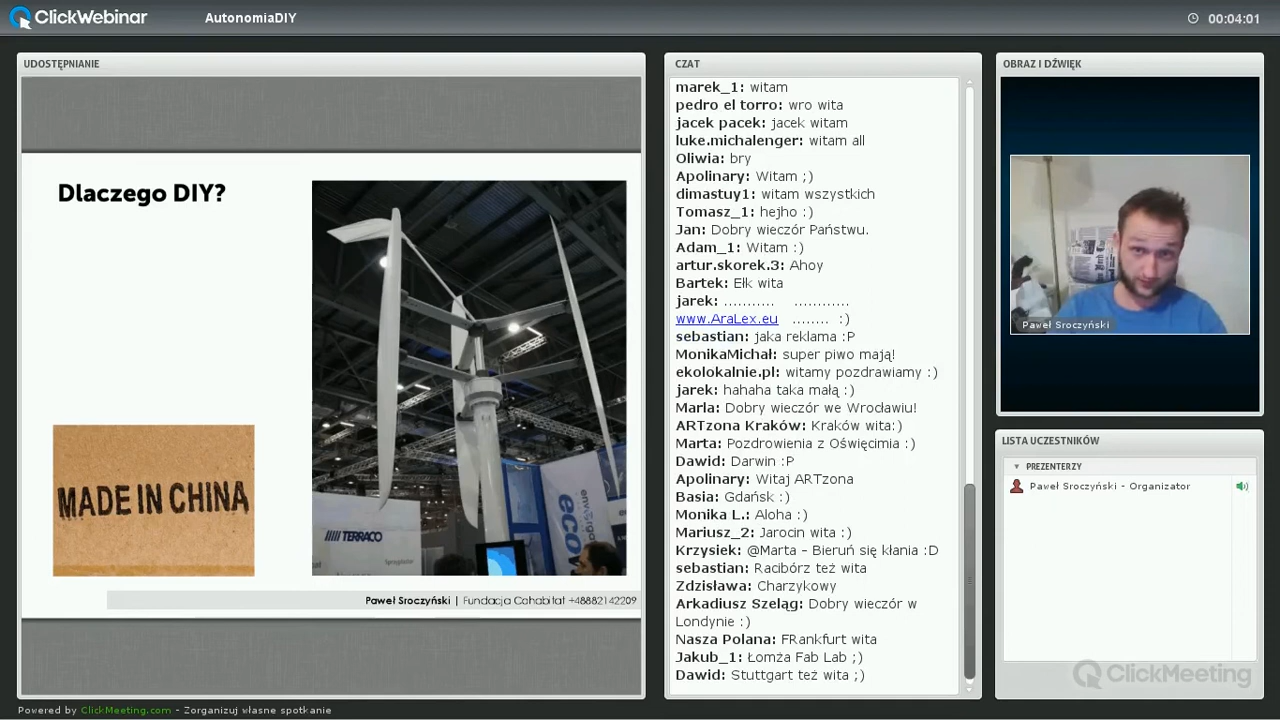 ClickWebinar
AutonomiaDIY
00:04:01
UDOSTĘPNIANIE
Dlaczego DIY?
MADE IN CHINA
TERRACO
eco
Paweł Sroczyński | Fundacja Cohabitat +48882142209
CZAT
marek_1: witam
pedro el torro: wro wita
jacek pacek: jacek witam
luke.michalenger: witam all
Oliwia: bry
Apolinary: Witam ;)
dimastuy1: witam wszystkich
Tomasz_1: hejho :)
Jan: Dobry wieczór Państwu.
Adam_1: Witam :)
artur.skorek.3: Ahoy
Bartek: Ełk wita
jarek: ........... ............
www.AraLex.eu ........ :)
sebastian: jaka reklama :P
MonikaMichał: super piwo mają!
ekolokalnie.pl: witamy pozdrawiamy :)
jarek: hahaha taka małą :)
Marla: Dobry wieczór we Wrocławiu!
ARTzona Kraków: Kraków wita:)
Marta: Pozdrowienia z Oświęcimia :)
Dawid: Darwin :P
Apolinary: Witaj ARTzona
Basia: Gdańsk :)
Monika L.: Aloha :)
Mariusz_2: Jarocin wita :)
Krzysiek: @Marta - Bieruń się kłania :D
sebastian: Racibórz też wita
Zdzisława: Charzykowy
Arkadiusz Szeląg: Dobry wieczór w
Londynie :)
Nasza Polana: FRankfurt wita
Jakub_1: Łomża Fab Lab ;)
Dawid: Stuttgart też wita ;)
OBRAZ I DŹWIĘK
Paweł Sroczyński
LISTA UCZESTNIKÓW
PREZENTERZY
Paweł Sroczyński - Organizator
ClickMeeting
Powered by ClickMeeting.com - Zorganizuj własne spotkanie